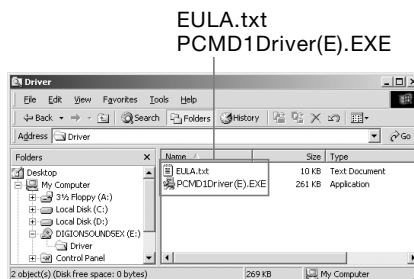 EULA.txt
PCMD1Driver(E).EXE
Driver
File Edit View Favorites Tools Help
Back Search Folders History
Address Driver Go
Folders Name Size Type
Desktop
My Computer
3½ Floppy (A:)
Local Disk (C:)
Local Disk (D:)
DIGIONSOUND5EX (E:)
Driver
Control Panel
EULA.txt 10 KB Text Document
PCMD1Driver(E).EXE 261 KB Application
2 object(s) (Disk free space: 0 bytes) 269 KB My Computer